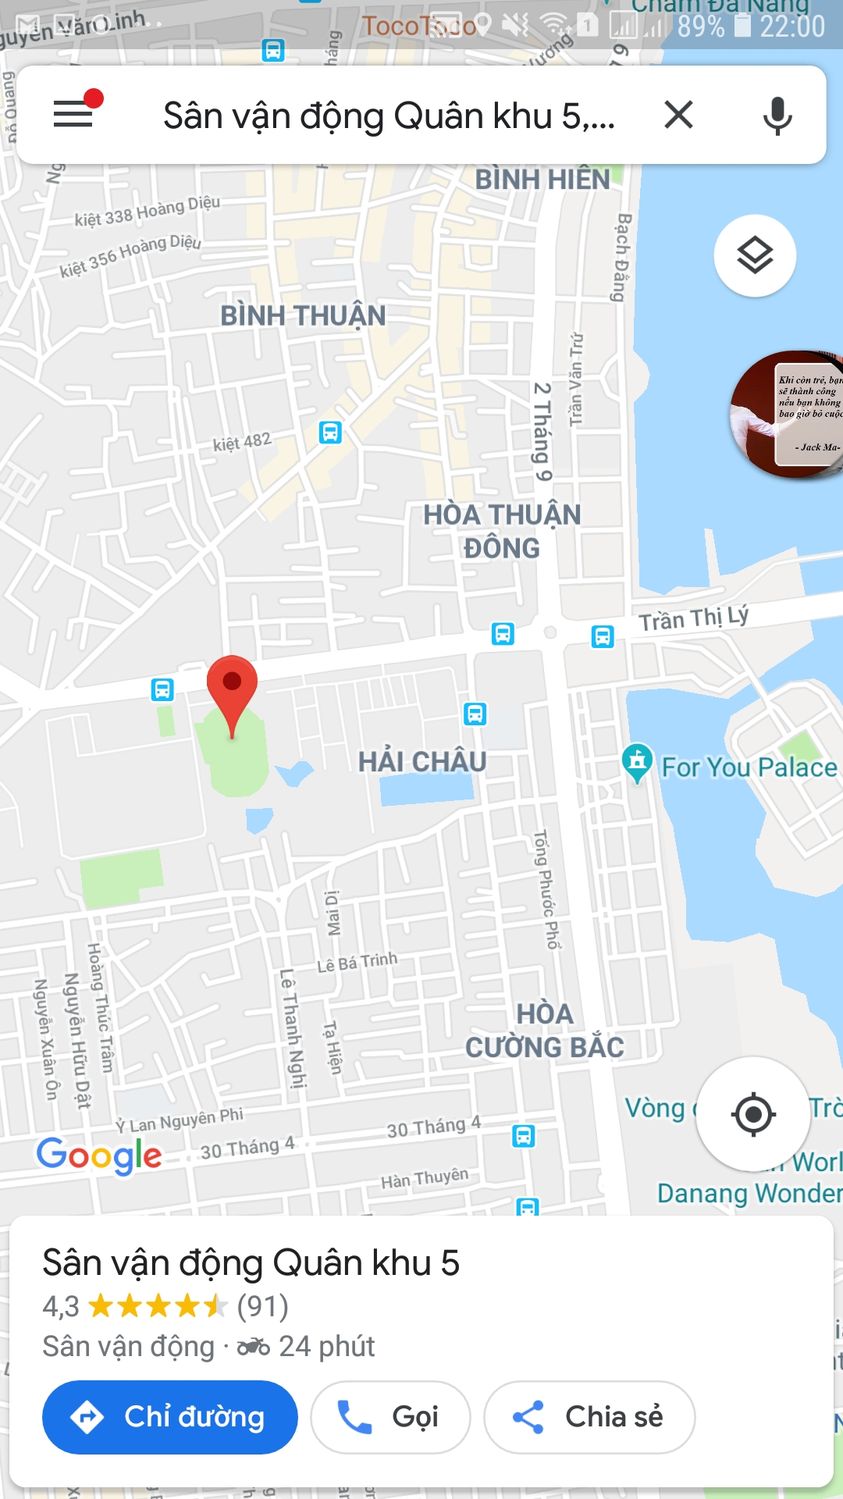 Chăm Đà Nẵng
Nguyễn Văn Linh
TocoToco
1
89%
22:00
Đỗ Quang
Vương
Sân vận động Quân khu 5,...
BÌNH HIÊN
kiệt 338 Hoàng Diệu
kiệt 356 Hoàng Diệu
Bạch Đằng
BÌNH THUẬN
Trần Văn Trứ
2 Tháng 9
Khi còn trẻ, bạn
sẽ thành công
nếu bạn không
bao giờ bỏ cuộc
- Jack Ma-
kiệt 482
HÒA THUẬN
ĐÔNG
Trần Thị Lý
HẢI CHÂU
For You Palace
Tống Phước Phổ
Mai Dị
Lê Bá Trinh
Hoàng Thúc Trâm
Nguyễn Hữu Dật
Nguyễn Xuân Ôn
Lê Thanh Nghị
Tạ Hiện
HÒA
CƯỜNG BẮC
Vòng
Trò
Ỷ Lan Nguyên Phi
30 Tháng 4
30 Tháng 4
Google
Worl
Hàn Thuyên
Danang Wonder
Sân vận động Quân khu 5
4,3 (91)
Sân vận động · 24 phút
Chỉ đường
Gọi
Chia sẻ